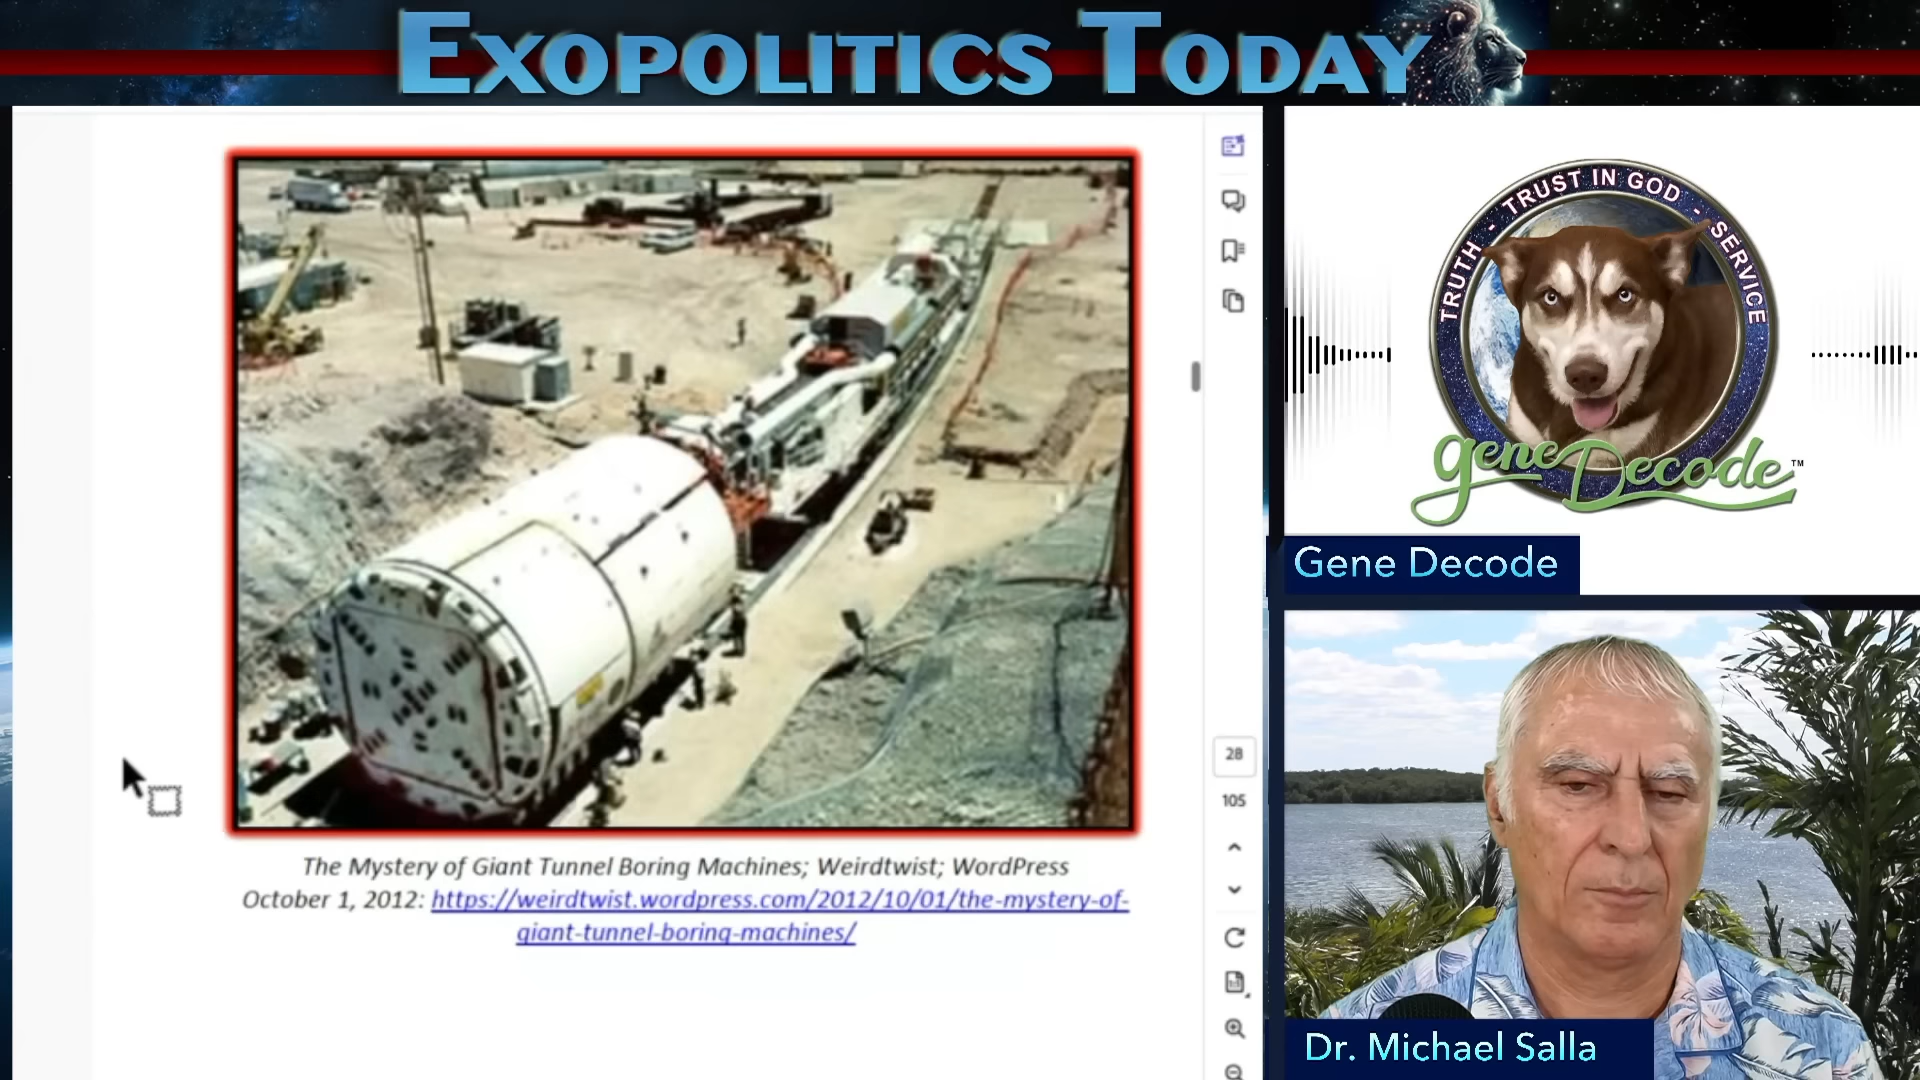 EXOPOLITICS TODAY
The Mystery of Giant Tunnel Boring Machines; Weirdtwist; WordPress
October 1, 2012: https://weirdtwist.wordpress.com/2012/10/01/the-mystery-of-
giant-tunnel-boring-machines/
28
105
TRUTH - TRUST IN GOD - SERVICE
gene Decode™
Gene Decode
Dr. Michael Salla